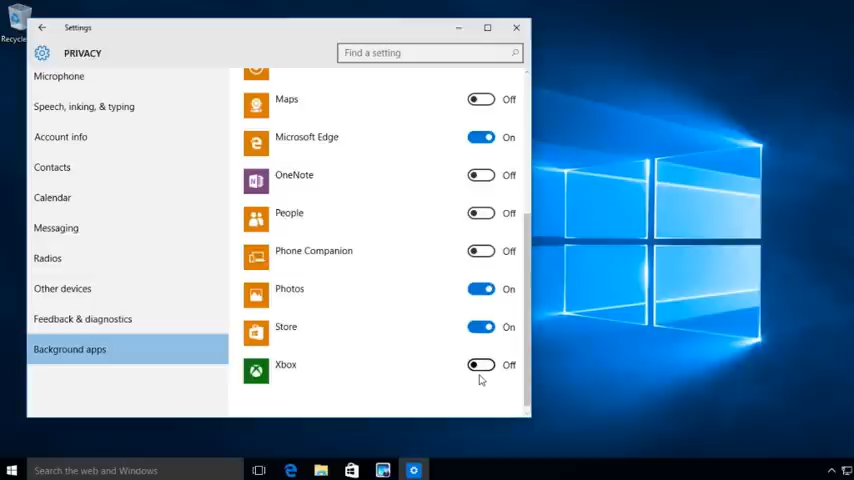 Recycle
Settings
PRIVACY
Find a setting
Microphone
Speech, inking, & typing
Account info
Contacts
Calendar
Messaging
Radios
Other devices
Feedback & diagnostics
Background apps
Maps Off
Microsoft Edge On
OneNote Off
People Off
Phone Companion Off
Photos On
Store On
Xbox Off
Search the web and Windows